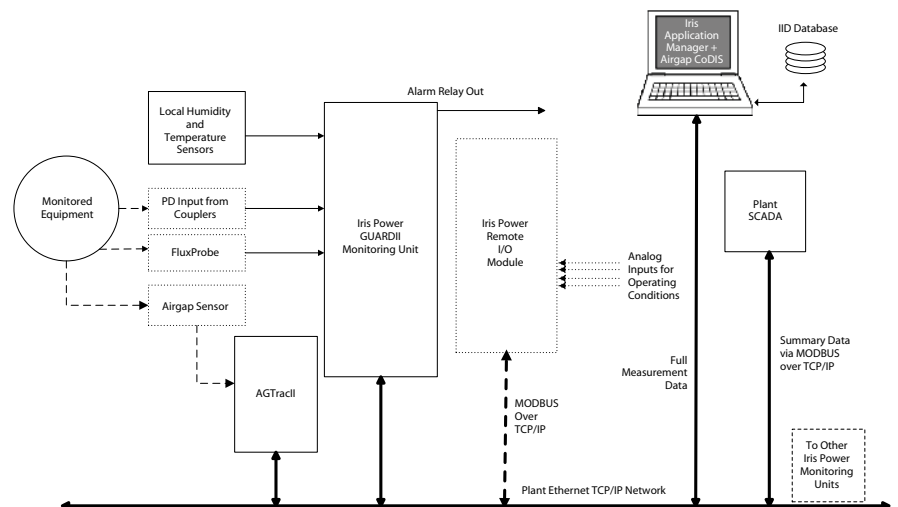 Iris
Application
Manager +
Airgap CoDIS
IID Database
Alarm Relay Out
Local Humidity
and
Temperature
Sensors
Monitored
Equipment
PD Input from
Couplers
FluxProbe
Airgap Sensor
AGTracII
Iris Power
GUARDII
Monitoring Unit
Iris Power
Remote
I/O
Module
Analog
Inputs for
Operating
Conditions
Plant
SCADA
Full
Measurement
Data
Summary Data
via MODBUS
over TCP/IP
MODBUS
Over
TCP/IP
To Other
Iris Power
Monitoring
Units
Plant Ethernet TCP/IP Network